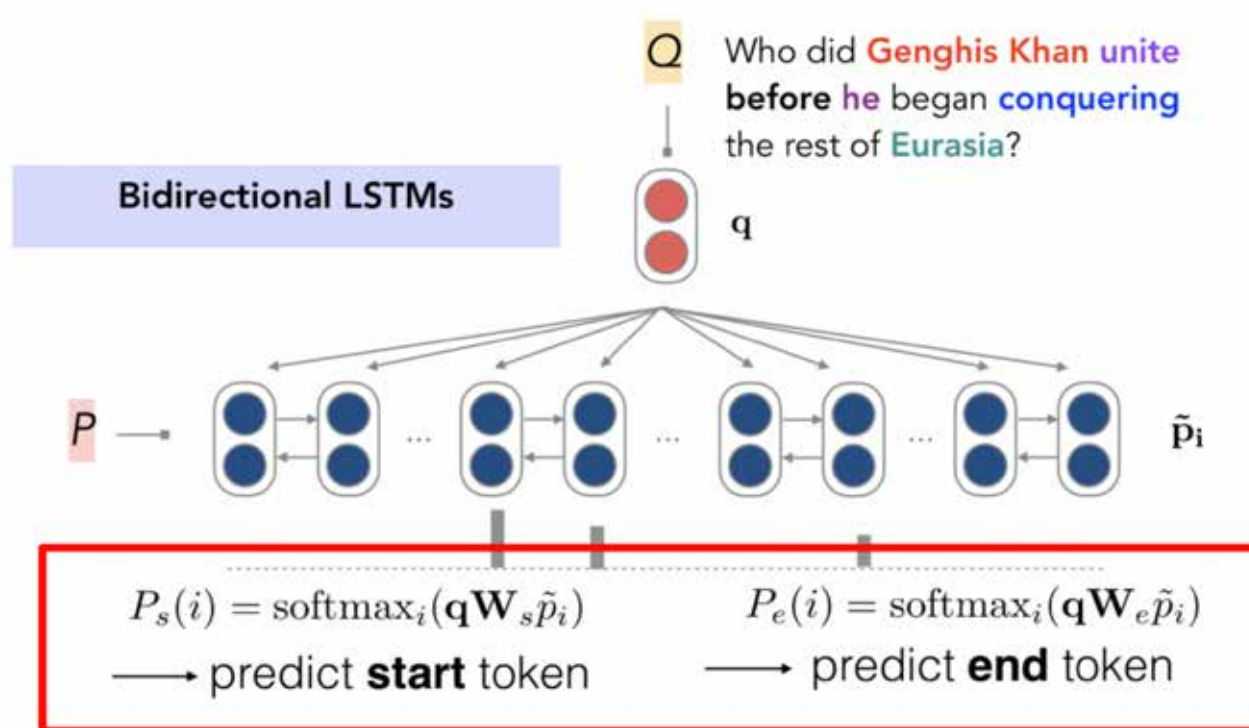 Q
Who did Genghis Khan unite
before he began conquering
the rest of Eurasia?
Bidirectional LSTMs
q
P
...
...
...
p̃ᵢ
Pₛ(i) = softmaxᵢ(qWₛp̃ᵢ)
Pₑ(i) = softmaxᵢ(qWₑp̃ᵢ)
→ predict start token
→ predict end token